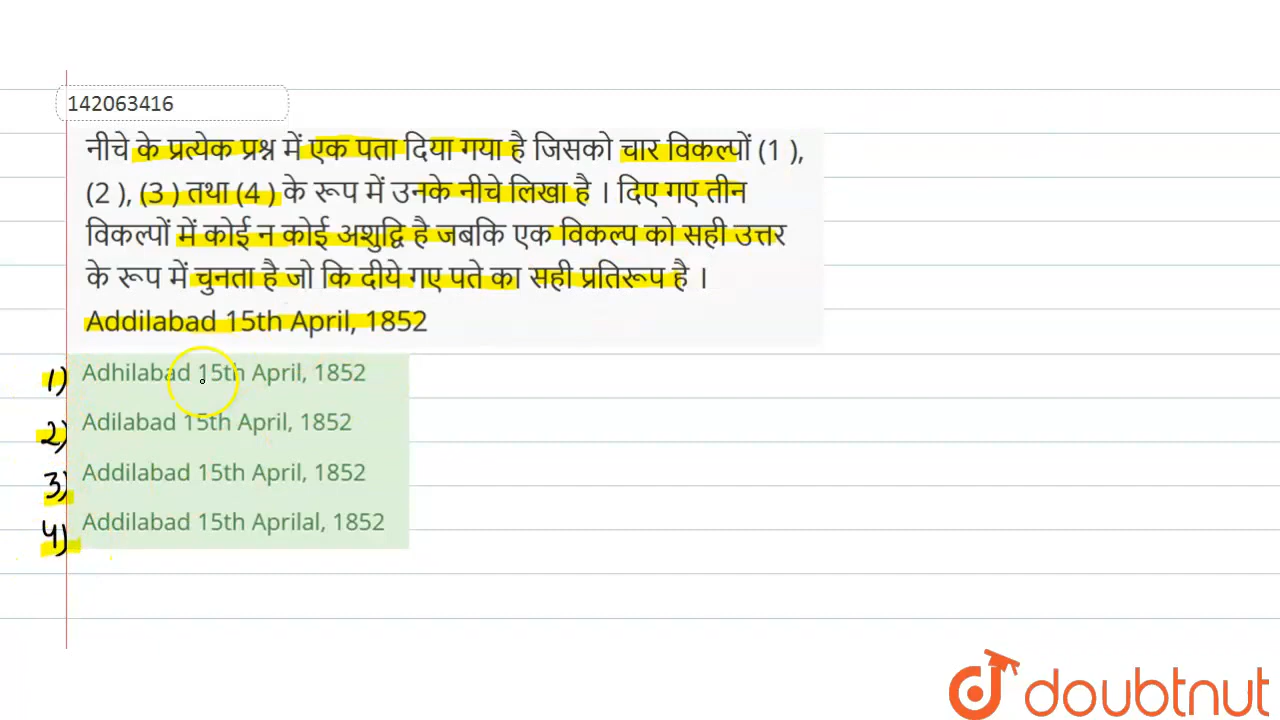 142063416
नीचे के प्रत्येक प्रश्न में एक पता दिया गया है जिसको चार विकल्पों (1 ),
(2 ), (3 ) तथा (4 ) के रूप में उनके नीचे लिखा है । दिए गए तीन
विकल्पों में कोई न कोई अशुद्वि है जबकि एक विकल्प को सही उत्तर
के रूप में चुनता है जो कि दीये गए पते का सही प्रतिरूप है ।
Addilabad 15th April, 1852
1) Adhilabad 15th April, 1852
2) Adilabad 15th April, 1852
3) Addilabad 15th April, 1852
4) Addilabad 15th Aprilal, 1852
doubtnut